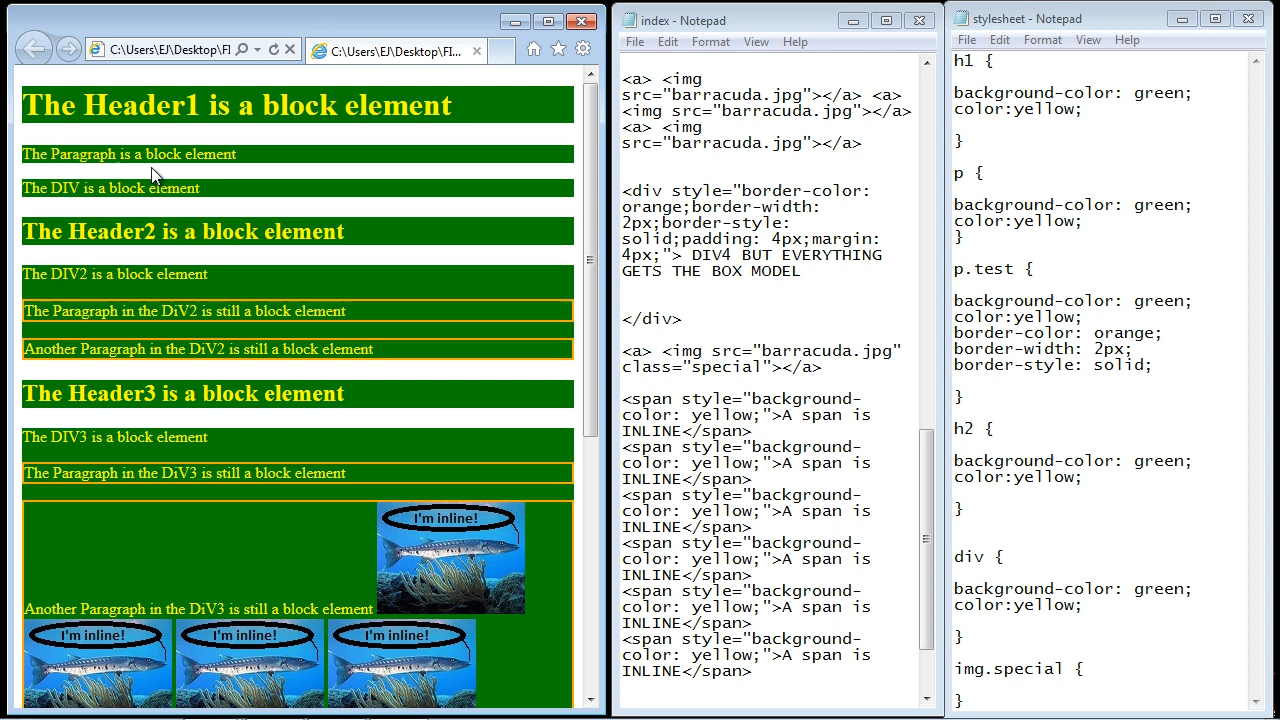 C:\Users\EJ\Desktop\FI
C:\Users\EJ\Desktop\FI...
The Header1 is a block element
The Paragraph is a block element
The DIV is a block element
The Header2 is a block element
The DIV2 is a block element
The Paragraph in the DiV2 is still a block element
Another Paragraph in the DiV2 is still a block element
The Header3 is a block element
The DIV3 is a block element
The Paragraph in the DiV3 is still a block element
I'm inline!
Another Paragraph in the DiV3 is still a block element
I'm inline! I'm inline! I'm inline!
index - Notepad
File Edit Format View Help
<a> <img
src="barracuda.jpg"></a> <a>
<img src="barracuda.jpg"></a>
<a> <img
src="barracuda.jpg"></a>
<div style="border-color:
orange;border-width:
2px;border-style:
solid;padding: 4px;margin:
4px;"> DIV4 BUT EVERYTHING
GETS THE BOX MODEL
</div>
<a> <img src="barracuda.jpg"
class="special"></a>
<span style="background-
color: yellow;">A span is
INLINE</span>
<span style="background-
color: yellow;">A span is
INLINE</span>
<span style="background-
color: yellow;">A span is
INLINE</span>
<span style="background-
color: yellow;">A span is
INLINE</span>
<span style="background-
color: yellow;">A span is
INLINE</span>
<span style="background-
color: yellow;">A span is
INLINE</span>
stylesheet - Notepad
File Edit Format View Help
h1 {
background-color: green;
color:yellow;
}
p {
background-color: green;
color:yellow;
}
p.test {
background-color: green;
color:yellow;
border-color: orange;
border-width: 2px;
border-style: solid;
}
h2 {
background-color: green;
color:yellow;
}
div {
background-color: green;
color:yellow;
}
img.special {
}